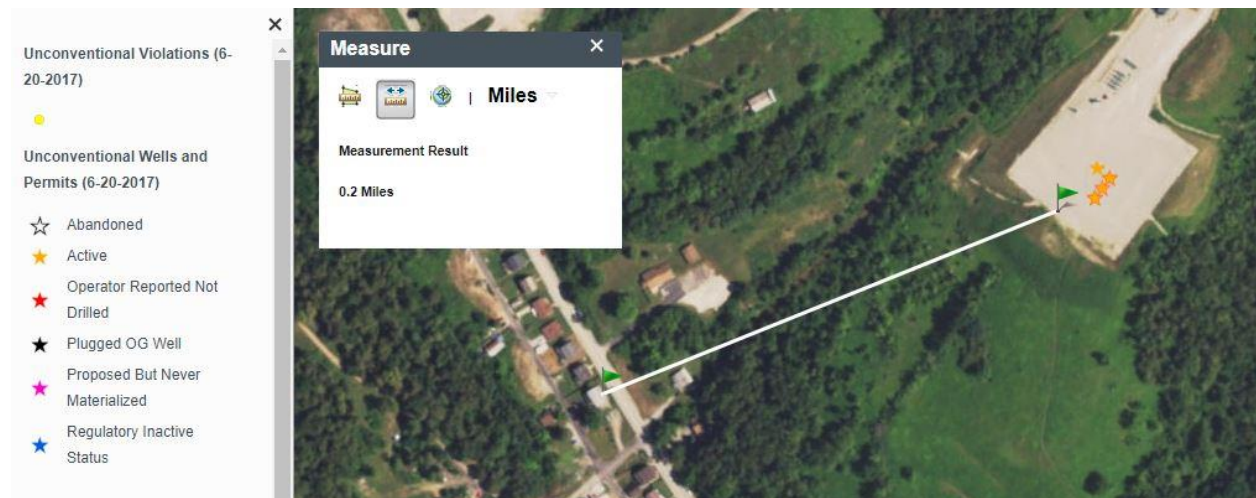 Unconventional Violations (6-
20-2017)
Unconventional Wells and
Permits (6-20-2017)
Abandoned
Active
Operator Reported Not
Drilled
Plugged OG Well
Proposed But Never
Materialized
Regulatory Inactive
Status
Measure
Miles
Measurement Result
0.2 Miles